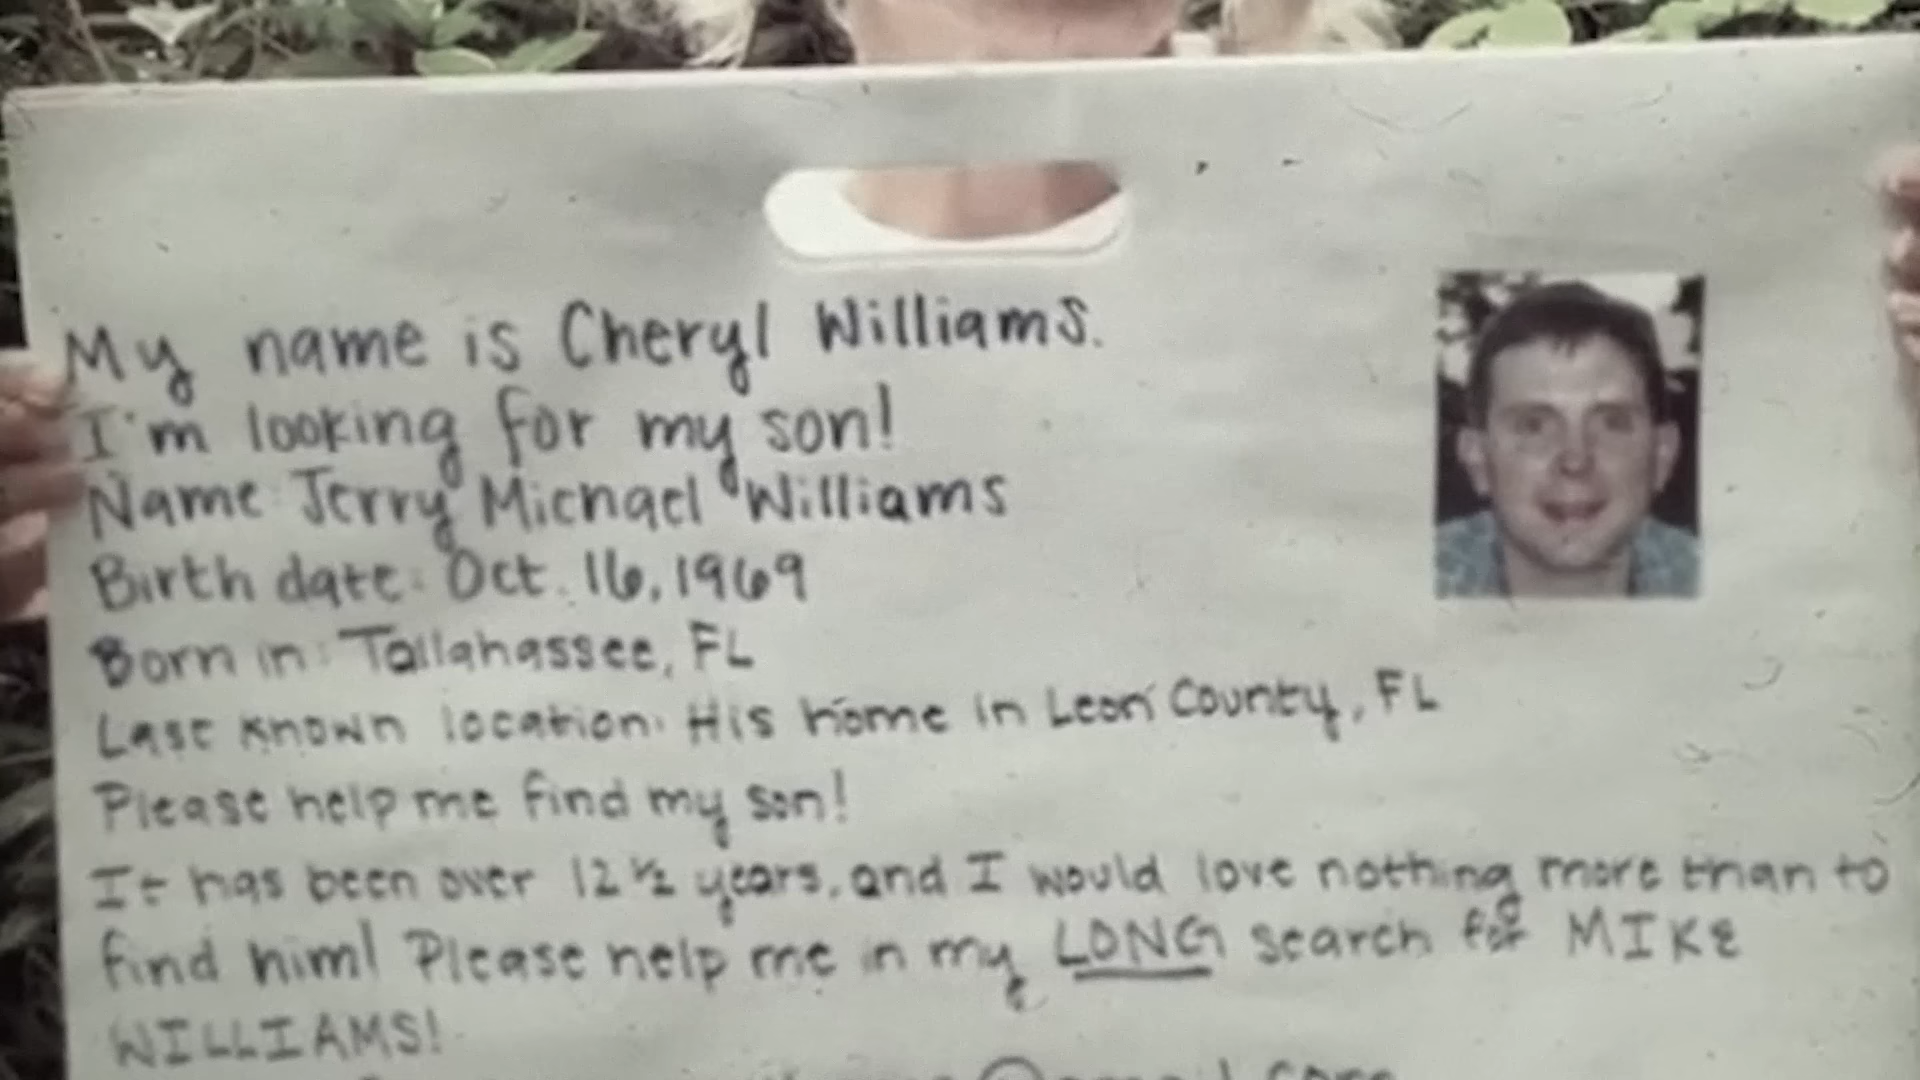 My name is Cheryl Williams.
I'm looking for my son!
Name: Jerry Michael Williams
Birth date: Oct. 16, 1969
Born in: Tallahassee, FL
Last known location: His home in Leon County, FL
Please help me find my son!
It has been over 12 ½ years, and I would love nothing more than to
find him! Please help me in my LONG search for MIKE
WILLIAMS!